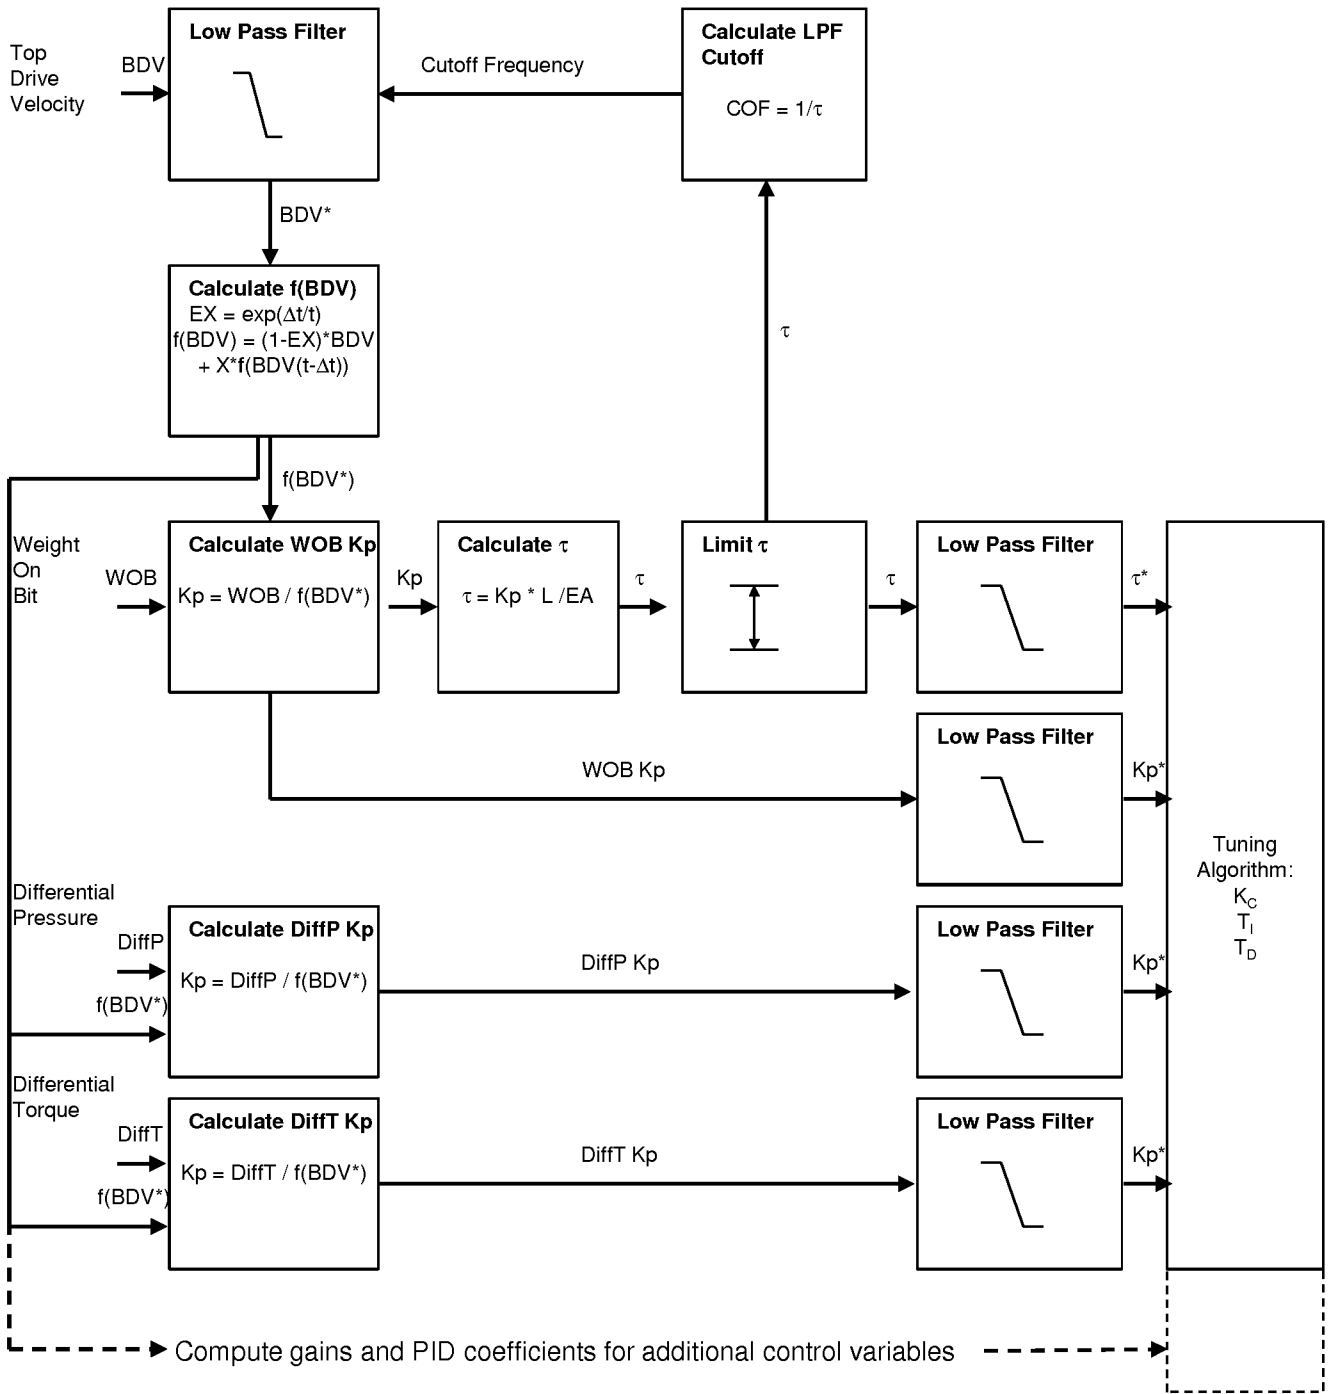 Top
Drive
Velocity
BDV
Low Pass Filter
Cutoff Frequency
Calculate LPF
Cutoff
COF = 1/τ
BDV*
Calculate f(BDV)
EX = exp(Δt/t)
f(BDV) = (1-EX)*BDV
+ X*f(BDV(t-Δt))
τ
f(BDV*)
Weight
On
Bit
WOB
Calculate WOB Kp
Kp = WOB / f(BDV*)
Kp
Calculate τ
τ = Kp * L /EA
τ
Limit τ
τ
Low Pass Filter
τ*
WOB Kp
Low Pass Filter
Kp*
Tuning
Algorithm:
K_C
T_I
T_D
Differential
Pressure
DiffP
f(BDV*)
Calculate DiffP Kp
Kp = DiffP / f(BDV*)
DiffP Kp
Low Pass Filter
Kp*
Differential
Torque
DiffT
f(BDV*)
Calculate DiffT Kp
Kp = DiffT / f(BDV*)
DiffT Kp
Low Pass Filter
Kp*
Compute gains and PID coefficients for additional control variables